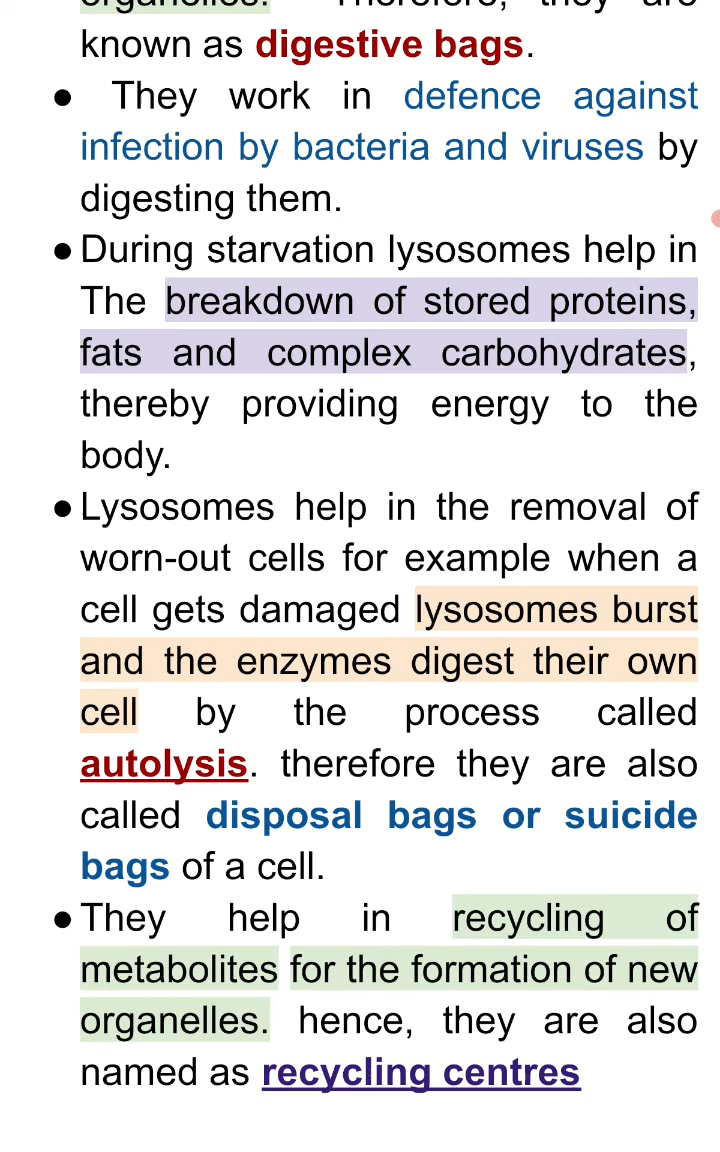 organelles. Therefore, they are
known as digestive bags.
● They work in defence against
infection by bacteria and viruses by
digesting them.
● During starvation lysosomes help in
The breakdown of stored proteins,
fats and complex carbohydrates,
thereby providing energy to the
body.
● Lysosomes help in the removal of
worn-out cells for example when a
cell gets damaged lysosomes burst
and the enzymes digest their own
cell by the process called
autolysis. therefore they are also
called disposal bags or suicide
bags of a cell.
● They help in recycling of
metabolites for the formation of new
organelles. hence, they are also
named as recycling centres